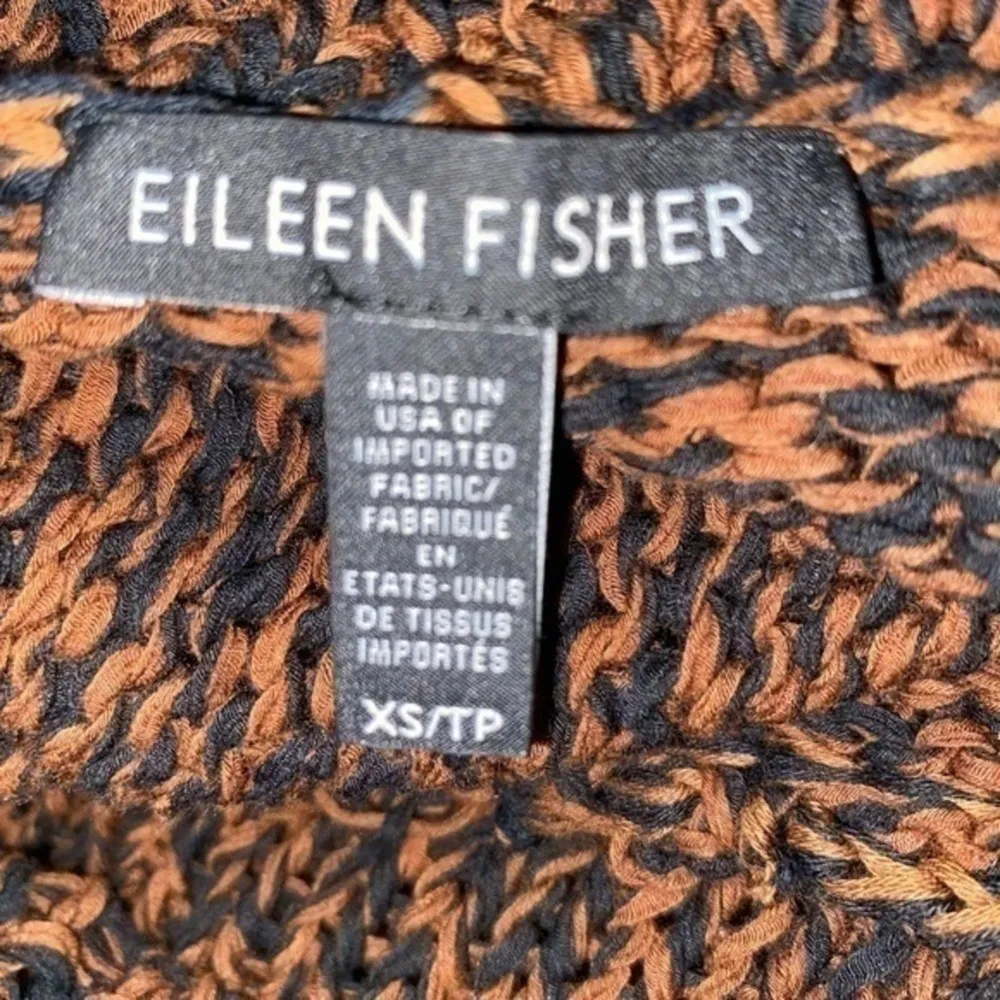 EILEEN FISHER
MADE IN
USA OF
IMPORTED
FABRIC/
FABRIQUÉ
EN
ETATS-UNIS
DE TISSUS
IMPORTÉS
XS/TP